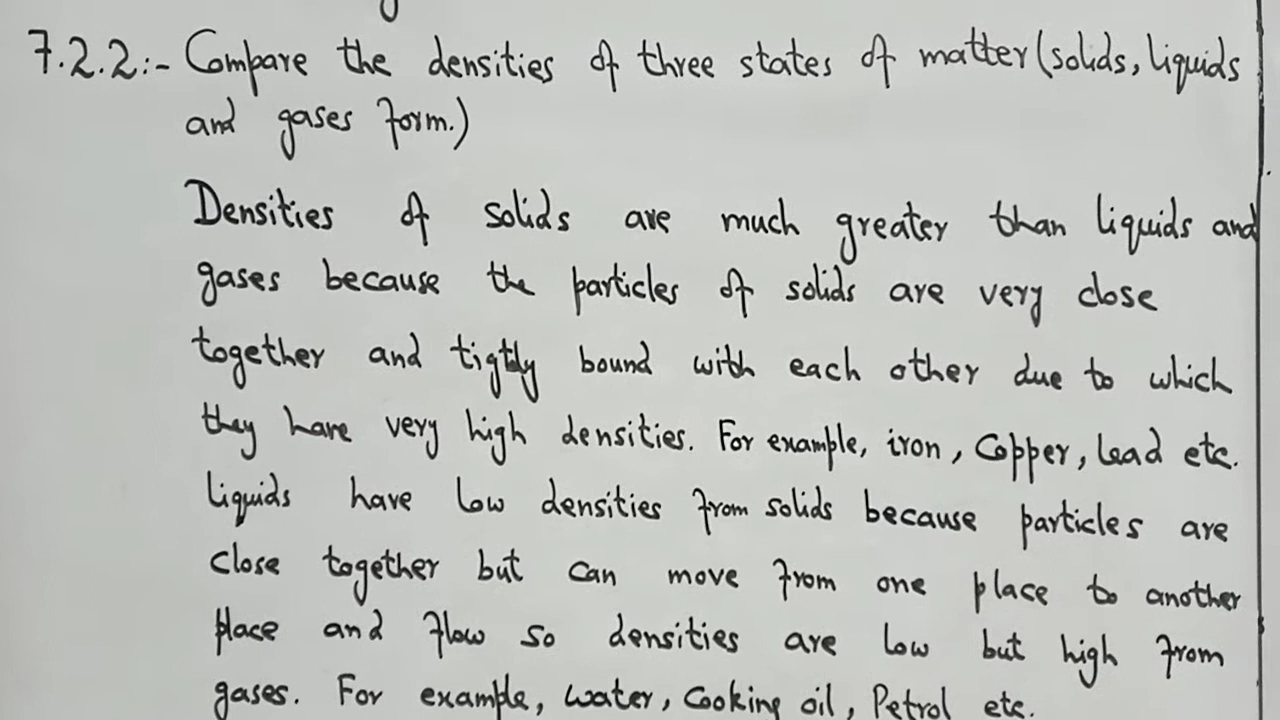 7.2.2:- Compare the densities of three states of matter (solids, liquids
and gases form.)
Densities of solids are much greater than liquids and
gases because the particles of solids are very close
together and tigtly bound with each other due to which
they have very high densities. For example, iron, Copper, lead etc.
liquids have low densities from solids because particles are
close together but can move from one place to another
place and flow so densities are low but high from
gases. For example, water, Cooking oil, Petrol etc.